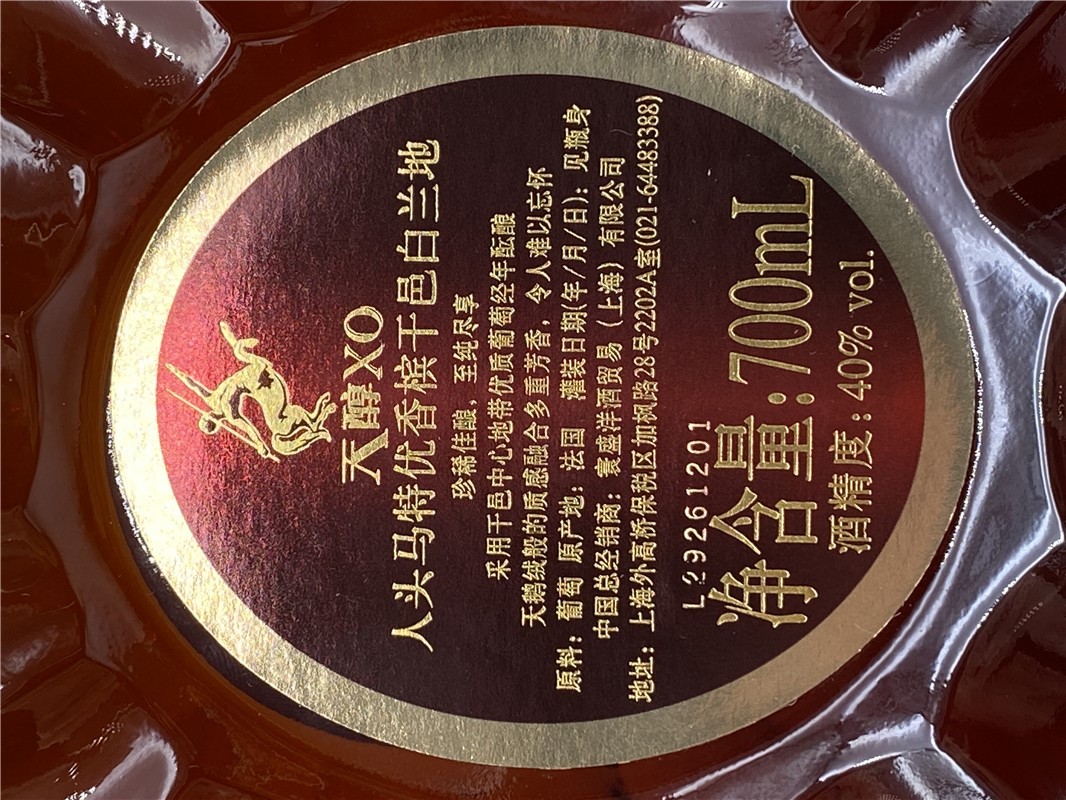 天醇XO
人头马特优香槟干邑白兰地
珍稀佳酿，至纯尽享
采用干邑中心地带优质葡萄经年酝酿
天鹅绒般的质感融合多重芳香，令人难以忘怀
原料：葡萄 原产地：法国 灌装日期(年/月/日)：见瓶身
中国总经销商：寰盛洋酒贸易（上海）有限公司
地址：上海外高桥保税区加枫路28号2202A室(021-64483388)
L29261201
净含量：700mL
酒精度：40% vol.